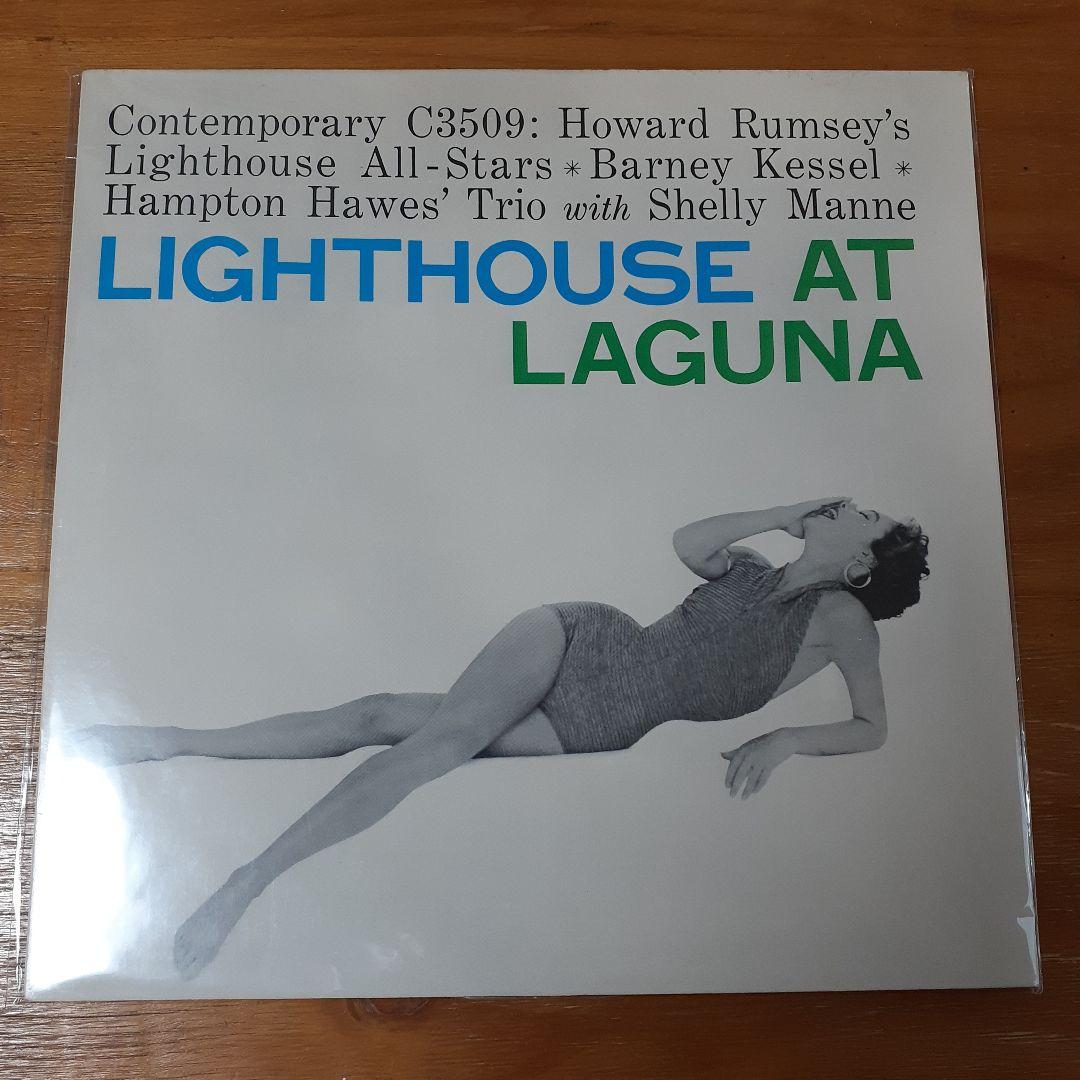 Contemporary C3509: Howard Rumsey's
Lighthouse All-Stars * Barney Kessel *
Hampton Hawes' Trio with Shelly Manne
LIGHTHOUSE AT
LAGUNA